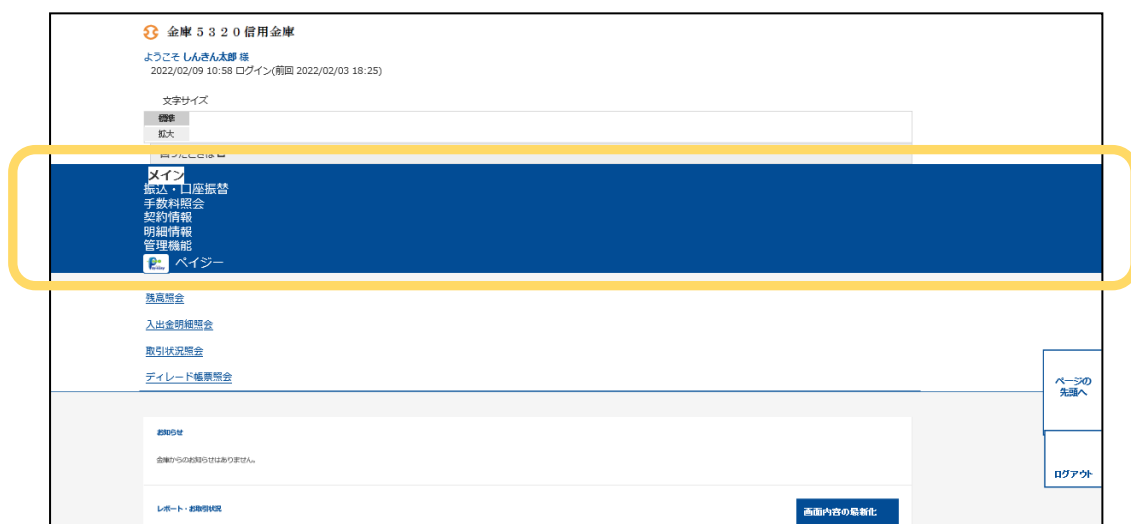 金庫５３２０信用金庫
ようこそ しんきん太郎 様
2022/02/09 10:58 ログイン(前回 2022/02/03 18:25)
文字サイズ
標準
拡大
メイン
振込・口座振替
手数料照会
契約情報
明細情報
管理機能
ペイジー
残高照会
入出金明細照会
取引状況照会
ディレード帳票照会
ページの
先頭へ
お知らせ
金庫からのお知らせはありません。
ログアウト
レポート・お取引状況
画面内容の最新化